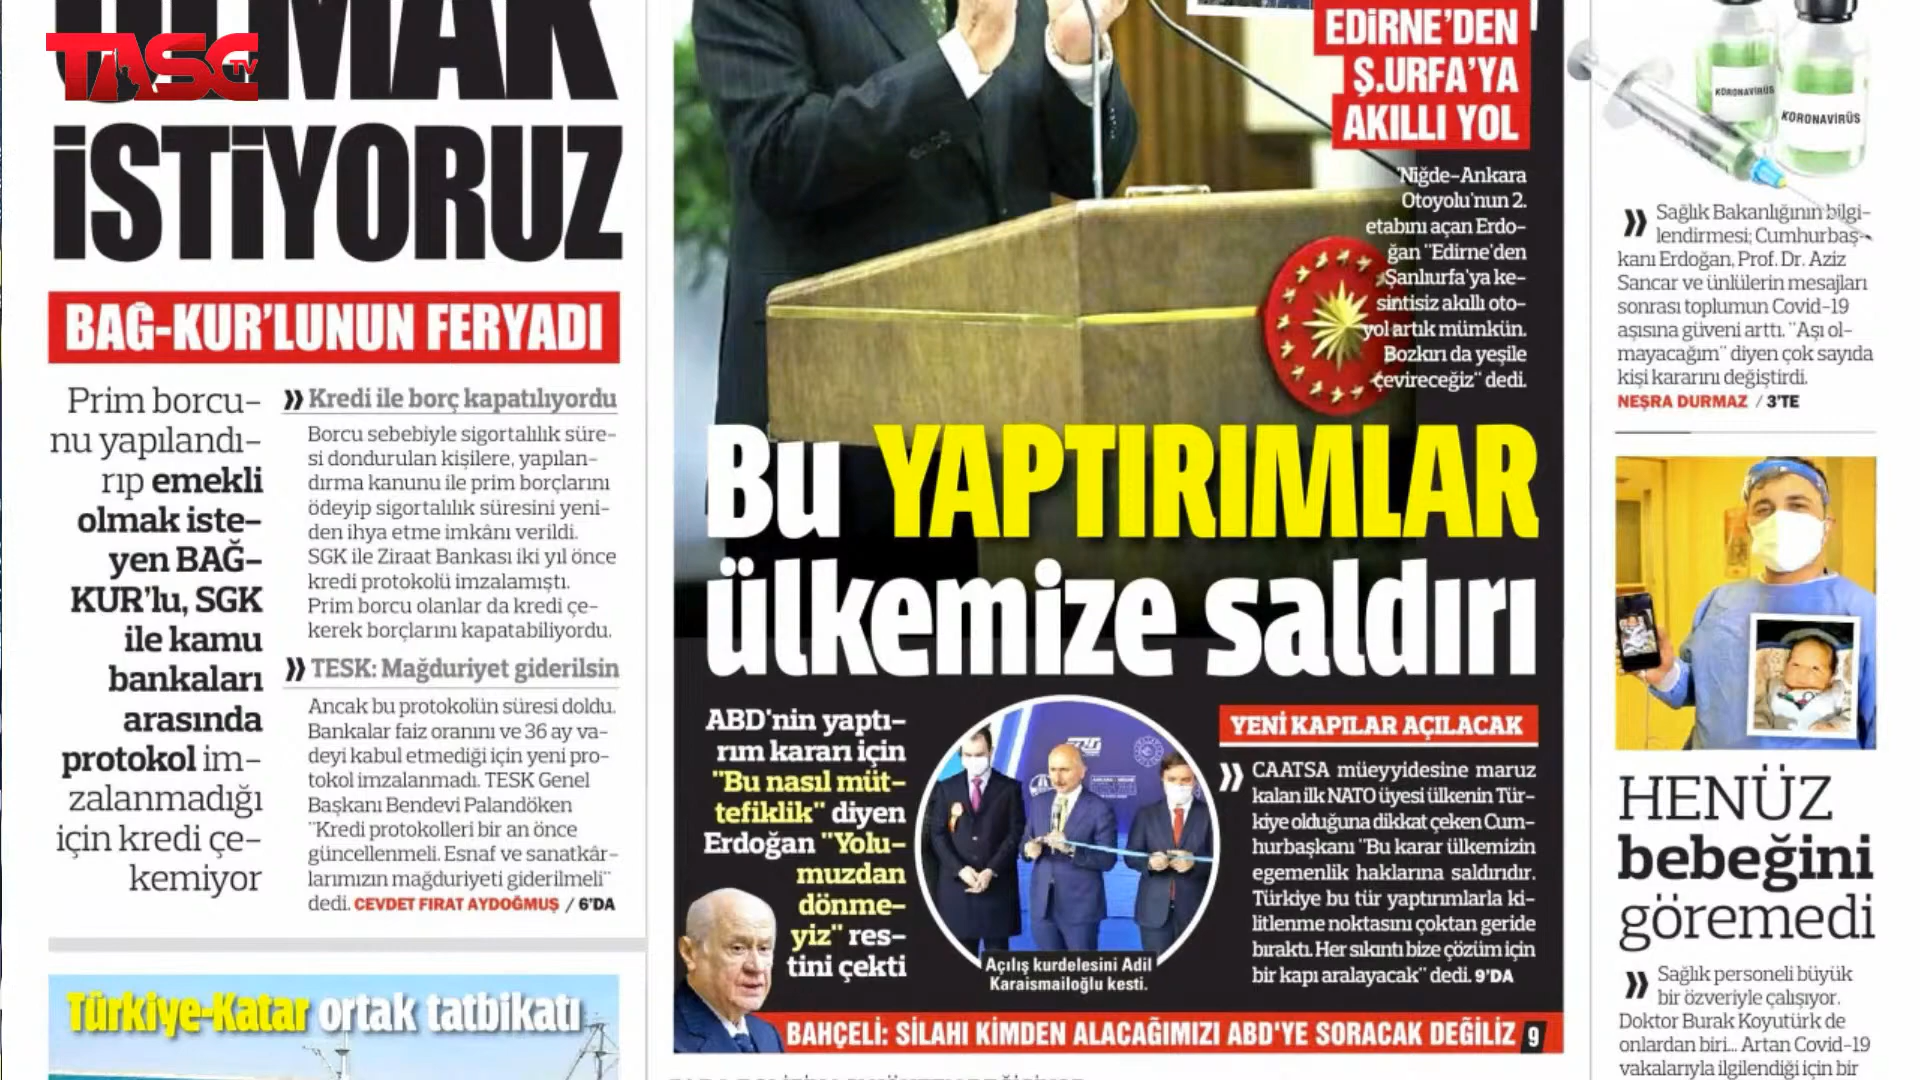 TASC TV
OLMAK
İSTİYORUZ
BAĞ-KUR'LUNUN FERYADI
Prim borcu-
nu yapılandı-
rıp emekli
olmak iste-
yen BAĞ-
KUR'lu, SGK
ile kamu
bankaları
arasında
protokol im-
zalanmadığı
için kredi çe-
kemiyor
» Kredi ile borç kapatılıyordu
Borcu sebebiyle sigortalılık süre-
si dondurulan kişilere, yapılan-
dırma kanunu ile prim borçlarını
ödeyip sigortalılık süresini yeni-
den ihya etme imkânı verildi.
SGK ile Ziraat Bankası iki yıl önce
kredi protokolü imzalamıştı.
Prim borcu olanlar da kredi çe-
kerek borçlarını kapatabiliyordu.
» TESK: Mağduriyet giderilsin
Ancak bu protokolün süresi doldu.
Bankalar faiz oranını ve 36 ay va-
deyi kabul etmediği için yeni pro-
tokol imzalanmadı. TESK Genel
Başkanı Bendevi Palandöken
"Kredi protokolleri bir an önce
güncellenmeli. Esnaf ve sanatkâr-
larımızın mağduriyeti giderilmeli"
dedi. CEVDET FIRAT AYDOĞMUŞ / 6'DA
Türkiye-Katar ortak tatbikatı
EDİRNE'DEN
Ş.URFA'YA
AKILLI YOL
'Niğde-Ankara
Otoyolu'nun 2.
etabını açan Erdo-
ğan "Edirne'den
Şanlıurfa'ya ke-
sintisiz akıllı oto-
yol artık mümkün.
Bozkırı da yeşile
çevireceğiz" dedi.
Bu YAPTIRIMLAR
ülkemize saldırı
ABD'nin yaptı-
rım kararı için
"Bu nasıl müt-
tefiklik" diyen
Erdoğan "Yolu-
muzdan
dönme-
yiz" res-
tini çekti
Açılış kurdelesini Adil
Karaismailoğlu kesti.
YENİ KAPILAR AÇILACAK
» CAATSA müeyyidesine maruz
kalan ilk NATO üyesi ülkenin Tür-
kiye olduğuna dikkat çeken Cum-
hurbaşkanı "Bu karar ülkemizin
egemenlik haklarına saldırıdır.
Türkiye bu tür yaptırımlarla ki-
litlenme noktasını çoktan geride
bıraktı. Her sıkıntı bize çözüm için
bir kapı aralayacak" dedi. 9'DA
BAHÇELİ: SİLAHI KİMDEN ALACAĞIMIZI ABD'YE SORACAK DEĞİLİZ 9
KORONAVİRÜS
KORONAVİRÜS
» Sağlık Bakanlığının bilgi-
lendirmesi; Cumhurbaş-
kanı Erdoğan, Prof. Dr. Aziz
Sancar ve ünlülerin mesajları
sonrası toplumun Covid-19
aşısına güveni arttı. "Aşı ol-
mayacağım" diyen çok sayıda
kişi kararını değiştirdi.
NEŞRA DURMAZ / 3'TE
HENÜZ
bebeğini
göremedi
» Sağlık personeli büyük
bir özveriyle çalışıyor.
Doktor Burak Koyutürk de
onlardan biri... Artan Covid-19
vakalarıyla ilgilendiği için bir